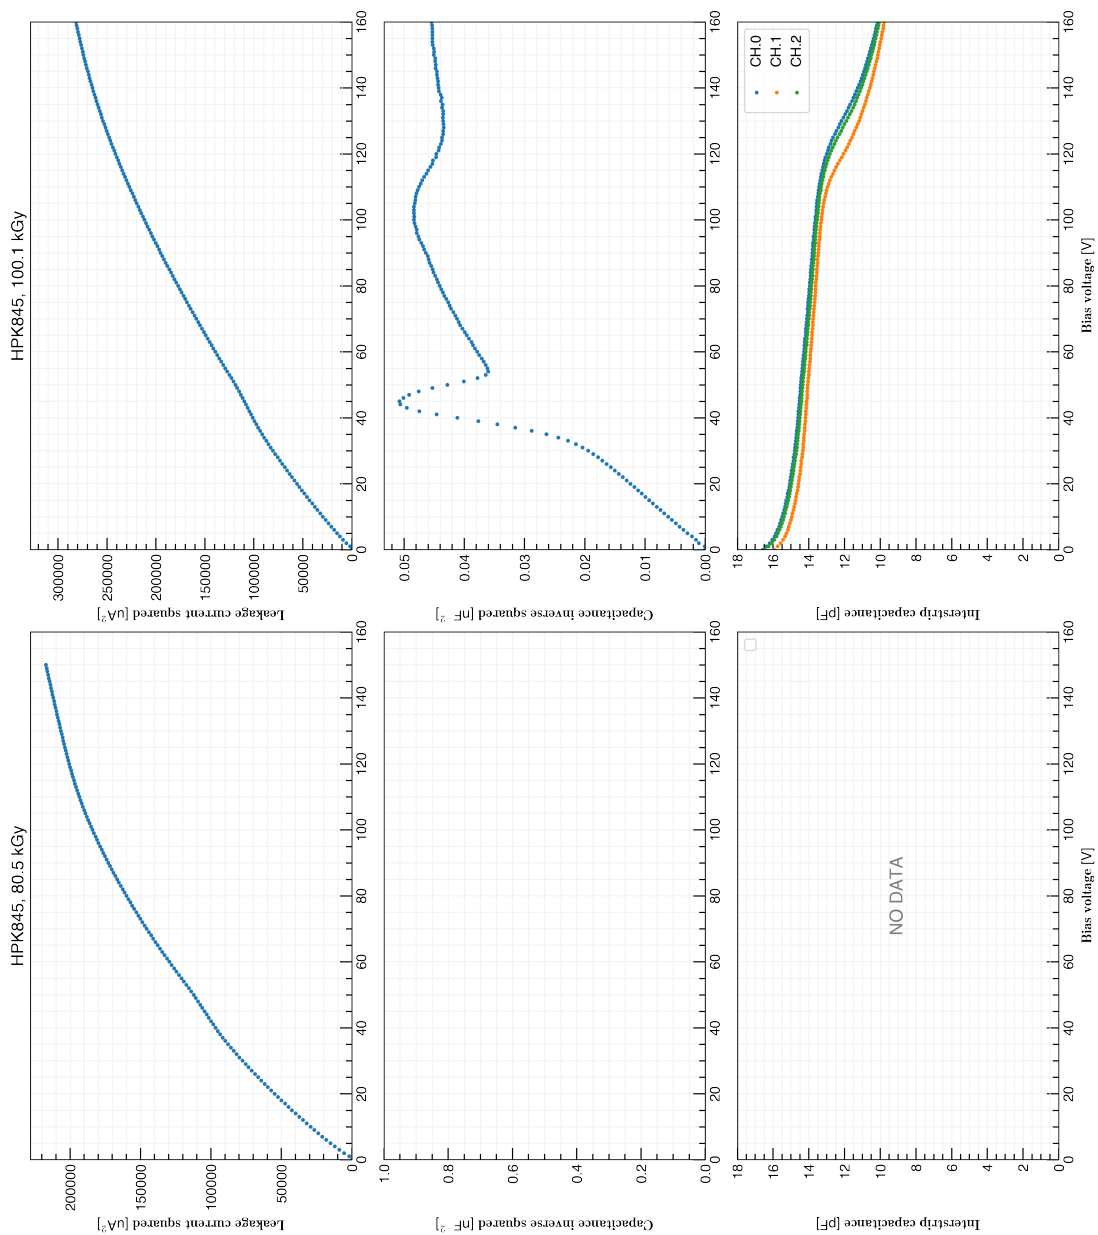 HPK845, 80.5 kGy
Leakage current squared [uA²]
200000
150000
100000
50000
0 20 40 60 80 100 120 140 160
HPK845, 100.1 kGy
Leakage current squared [uA²]
300000
250000
200000
150000
100000
50000
0 20 40 60 80 100 120 140 160
Capacitance inverse squared [nF ²]
1.0
0.8
0.6
0.4
0.2
0.0
0 20 40 60 80 100 120 140 160
Capacitance inverse squared [nF ²]
0.05
0.04
0.03
0.02
0.01
0.00
0 20 40 60 80 100 120 140 160
Interstrip capacitance [pF]
18
16
14
12
10
8
6
4
2
0
NO DATA
0 20 40 60 80 100 120 140 160
Bias voltage [V]
Interstrip capacitance [pF]
18
16
14
12
10
8
6
4
2
0
CH.0
CH.1
CH.2
0 20 40 60 80 100 120 140 160
Bias voltage [V]